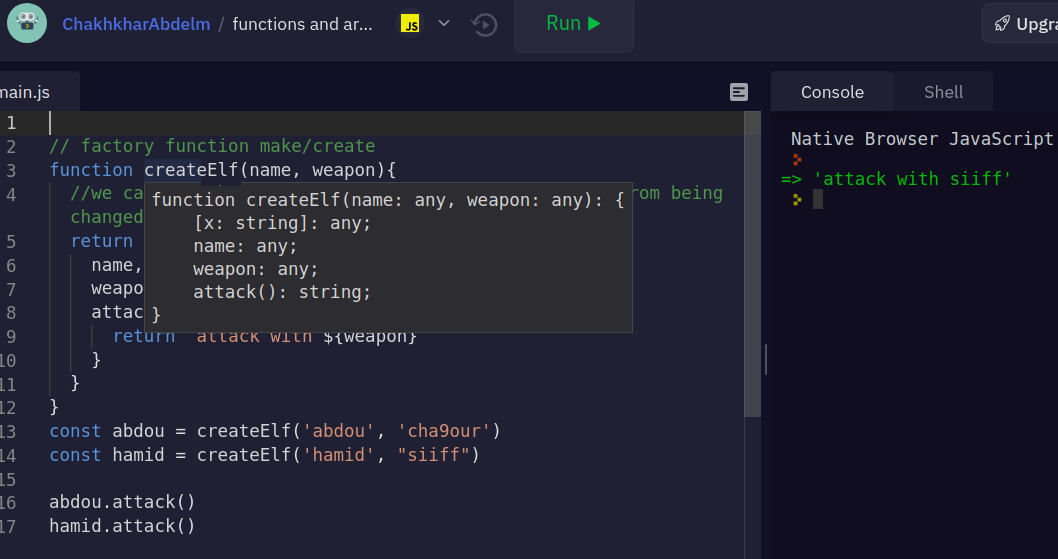 ChakhkharAbdelm / functions and ar...
JS
Run
Upgra
main.js
Console
Shell
1
2 // factory function make/create
3 function createElf(name, weapon){
4 //we ca rom being
changed
5 return
6 name,
7 weapo
8 attac
9 return attack with ${weapon}
10 }
11 }
12 }
13 const abdou = createElf('abdou', 'cha9our')
14 const hamid = createElf('hamid', "siiff")
15
16 abdou.attack()
17 hamid.attack()
function createElf(name: any, weapon: any): {
[x: string]: any;
name: any;
weapon: any;
attack(): string;
}
Native Browser JavaScript
=> 'attack with siiff'